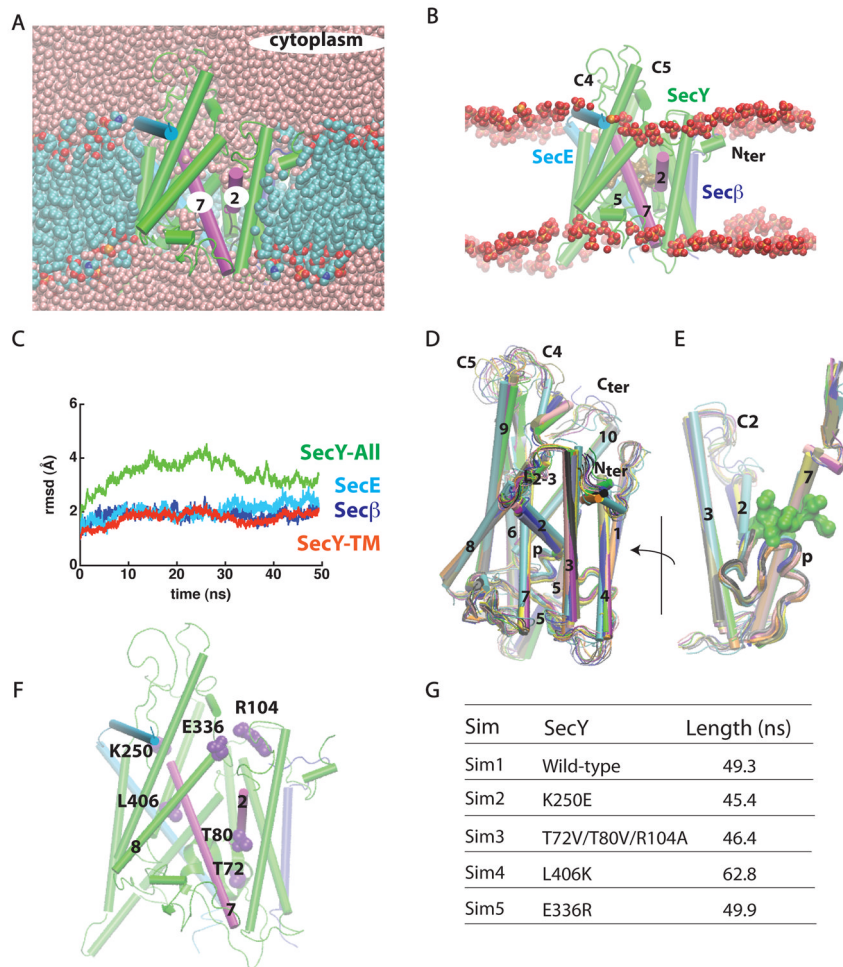 A
cytoplasm
7
2
B
C4
C5
SecY
SecE
Nter
2
Secβ
5
7
C
6
4
2
0
rmsd (Å)
SecY-All
SecE
Secβ
SecY-TM
0 10 20 30 40 50
time (ns)
D
C5
C4
Cter
9
10
Nter
L2-3
2
1
8
6
p
3
5
7
4
5
E
C2
7
3
2
p
F
R104
E336
K250
L406
2
8
T80
T72
7
G
Sim SecY Length (ns)
Sim1 Wild-type 49.3
Sim2 K250E 45.4
Sim3 T72V/T80V/R104A 46.4
Sim4 L406K 62.8
Sim5 E336R 49.9